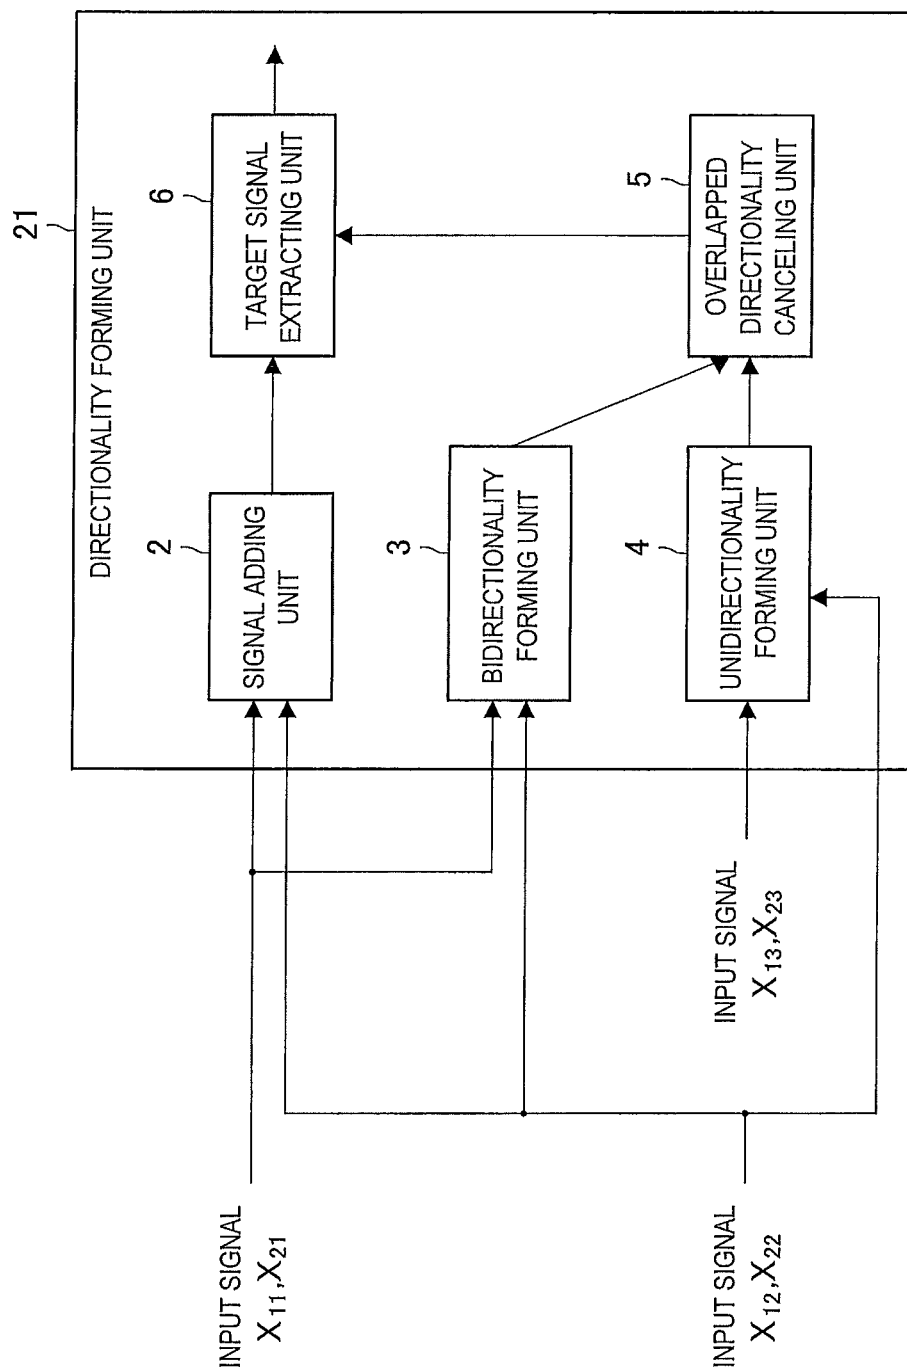 21
DIRECTIONALITY FORMING UNIT
2
SIGNAL ADDING
UNIT
6
TARGET SIGNAL
EXTRACTING UNIT
3
BIDIRECTIONALITY
FORMING UNIT
4
UNIDIRECTIONALITY
FORMING UNIT
5
OVERLAPPED
DIRECTIONALITY
CANCELING UNIT
INPUT SIGNAL
X11,X21
INPUT SIGNAL
X13,X23
INPUT SIGNAL
X12,X22